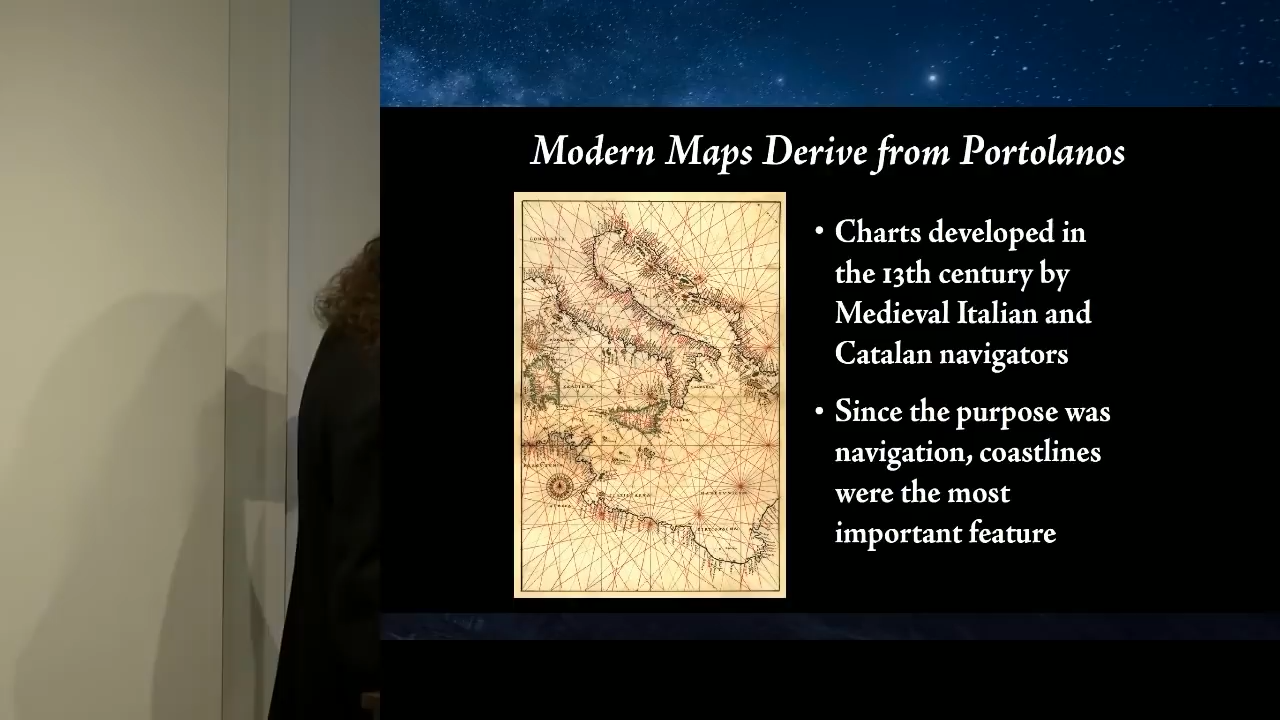 Modern Maps Derive from Portolanos
• Charts developed in
the 13th century by
Medieval Italian and
Catalan navigators
• Since the purpose was
navigation, coastlines
were the most
important feature